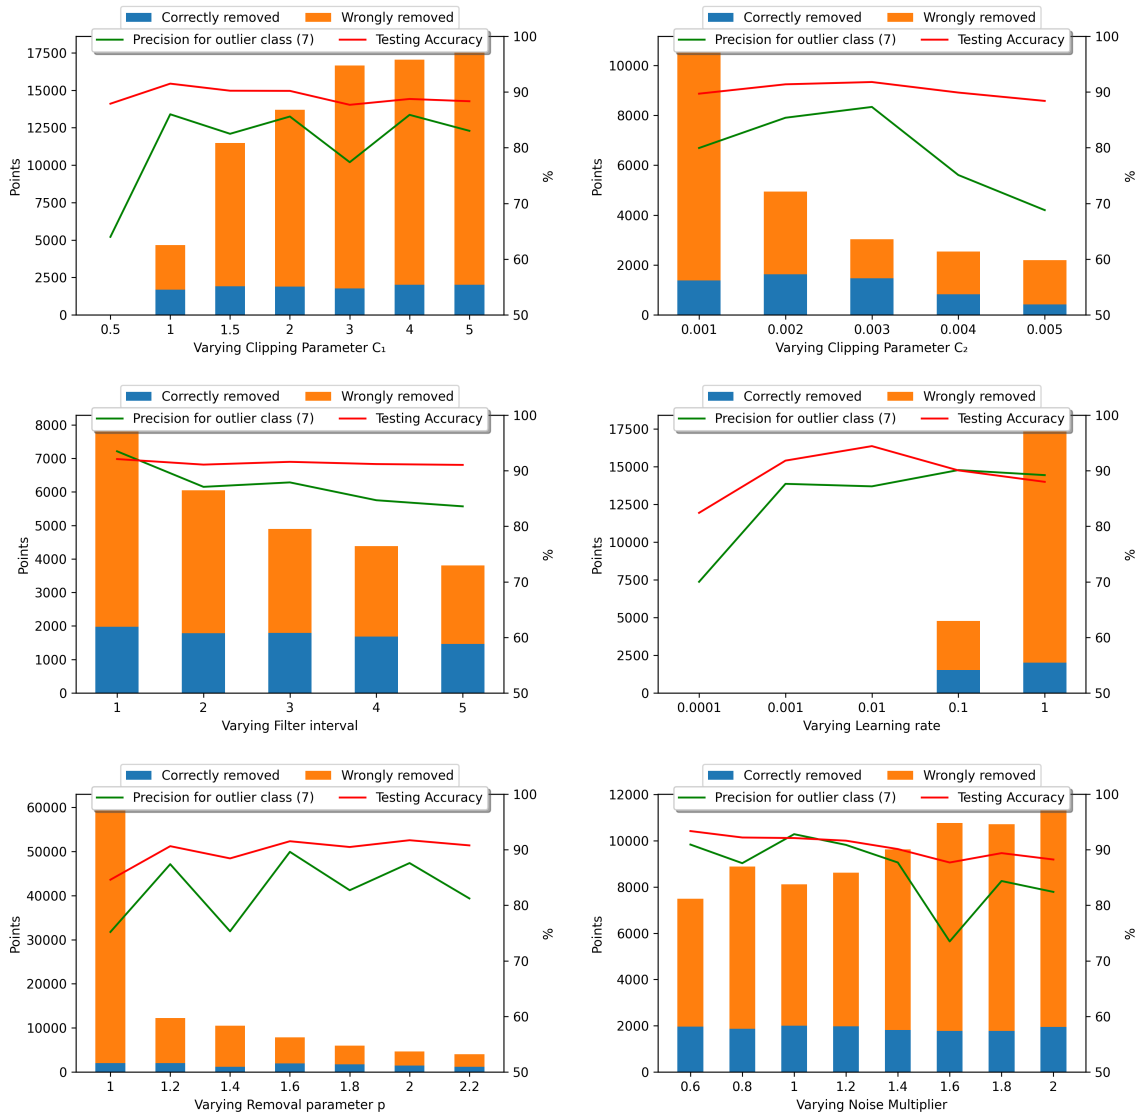 Correctly removed Wrongly removed
Precision for outlier class (7) Testing Accuracy
17500
15000
12500
10000
7500
5000
2500
0
Points
100
90
80
70
60
50
%
0.5 1 1.5 2 3 4 5
Varying Clipping Parameter C₁
Correctly removed Wrongly removed
Precision for outlier class (7) Testing Accuracy
10000
8000
6000
4000
2000
0
Points
100
90
80
70
60
50
%
0.001 0.002 0.003 0.004 0.005
Varying Clipping Parameter C₂
Correctly removed Wrongly removed
Precision for outlier class (7) Testing Accuracy
8000
7000
6000
5000
4000
3000
2000
1000
0
Points
100
90
80
70
60
50
%
1 2 3 4 5
Varying Filter interval
Correctly removed Wrongly removed
Precision for outlier class (7) Testing Accuracy
17500
15000
12500
10000
7500
5000
2500
0
Points
100
90
80
70
60
50
%
0.0001 0.001 0.01 0.1 1
Varying Learning rate
Correctly removed Wrongly removed
Precision for outlier class (7) Testing Accuracy
60000
50000
40000
30000
20000
10000
0
Points
100
90
80
70
60
50
%
1 1.2 1.4 1.6 1.8 2 2.2
Varying Removal parameter p
Correctly removed Wrongly removed
Precision for outlier class (7) Testing Accuracy
12000
10000
8000
6000
4000
2000
0
Points
100
90
80
70
60
50
%
0.6 0.8 1 1.2 1.4 1.6 1.8 2
Varying Noise Multiplier